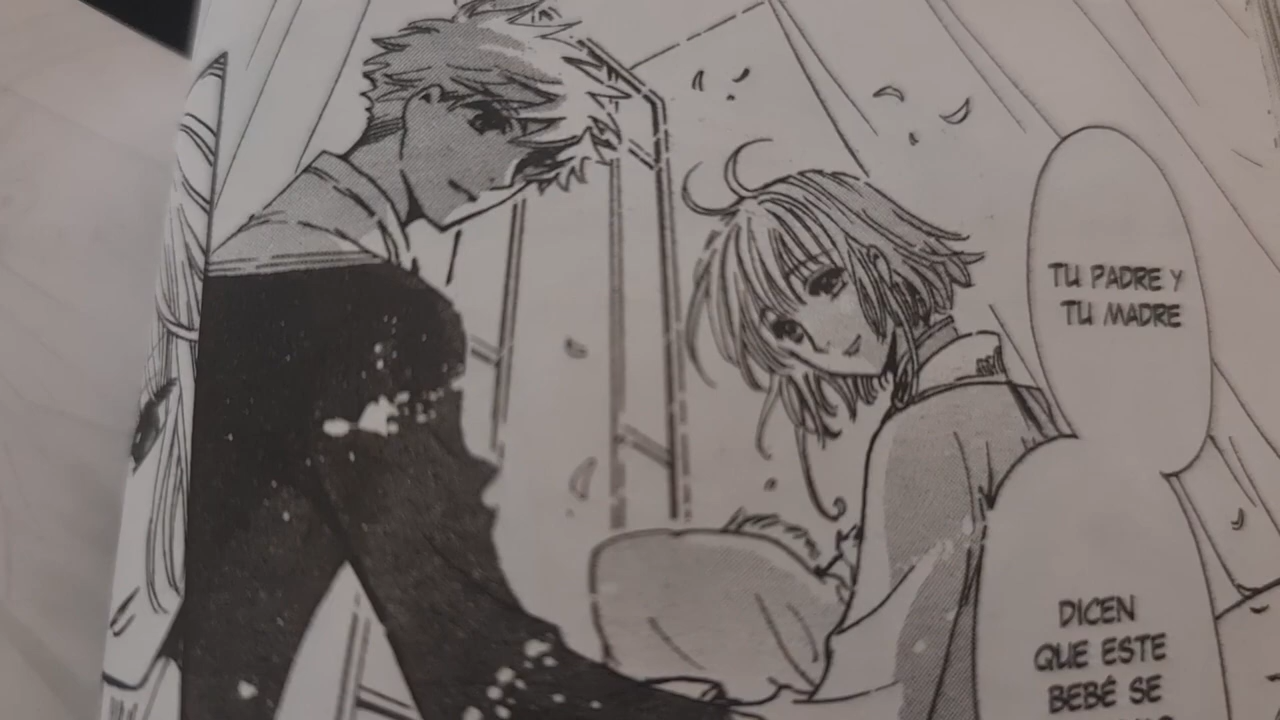 TU PADRE Y
TU MADRE
DICEN
QUE ESTE
BEBÉ SE